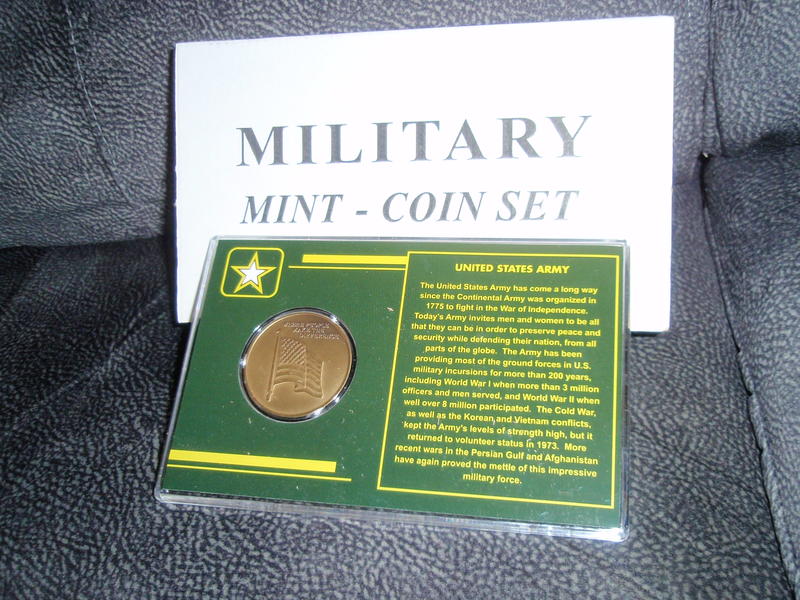 MILITARY
MINT - COIN SET
WHERE PEOPLE
MAKE THE
DIFFERENCE
UNITED STATES ARMY
The United States Army has come a long way
since the Continental Army was organized in
1775 to fight in the War of Independence.
Today's Army invites men and women to be all
that they can be in order to preserve peace and
security while defending their nation, from all
parts of the globe. The Army has been
providing most of the ground forces in U.S.
military incursions for more than 200 years,
including World War I when more than 3 million
officers and men served, and World War II when
well over 8 million participated. The Cold War,
as well as the Korean and Vietnam conflicts,
kept the Army's levels of strength high, but it
returned to volunteer status in 1973. More
recent wars in the Persian Gulf and Afghanistan
have again proved the mettle of this impressive
military force.